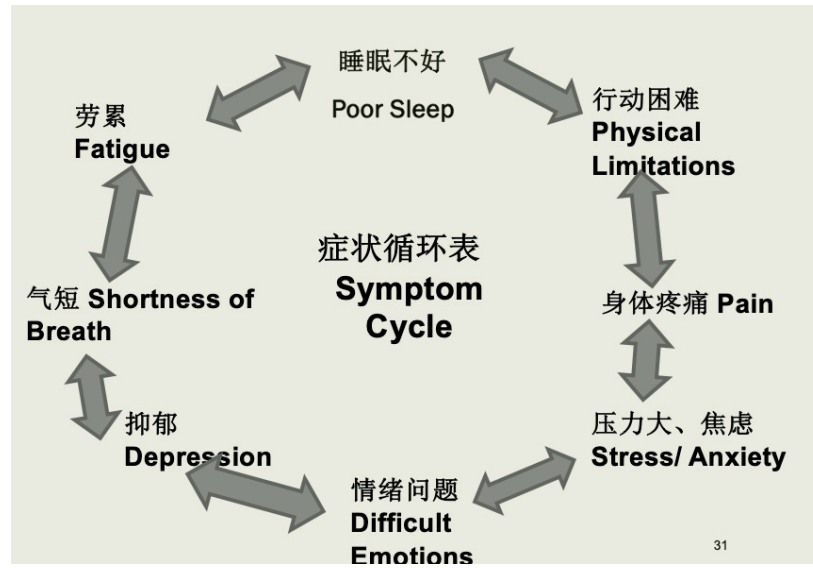 睡眠不好
Poor Sleep
行动困难
Physical
Limitations
劳累
Fatigue
症状循环表
Symptom
Cycle
气短 Shortness of
Breath
身体疼痛 Pain
抑郁
Depression
压力大、焦虑
Stress/ Anxiety
情绪问题
Difficult
Emotions
31